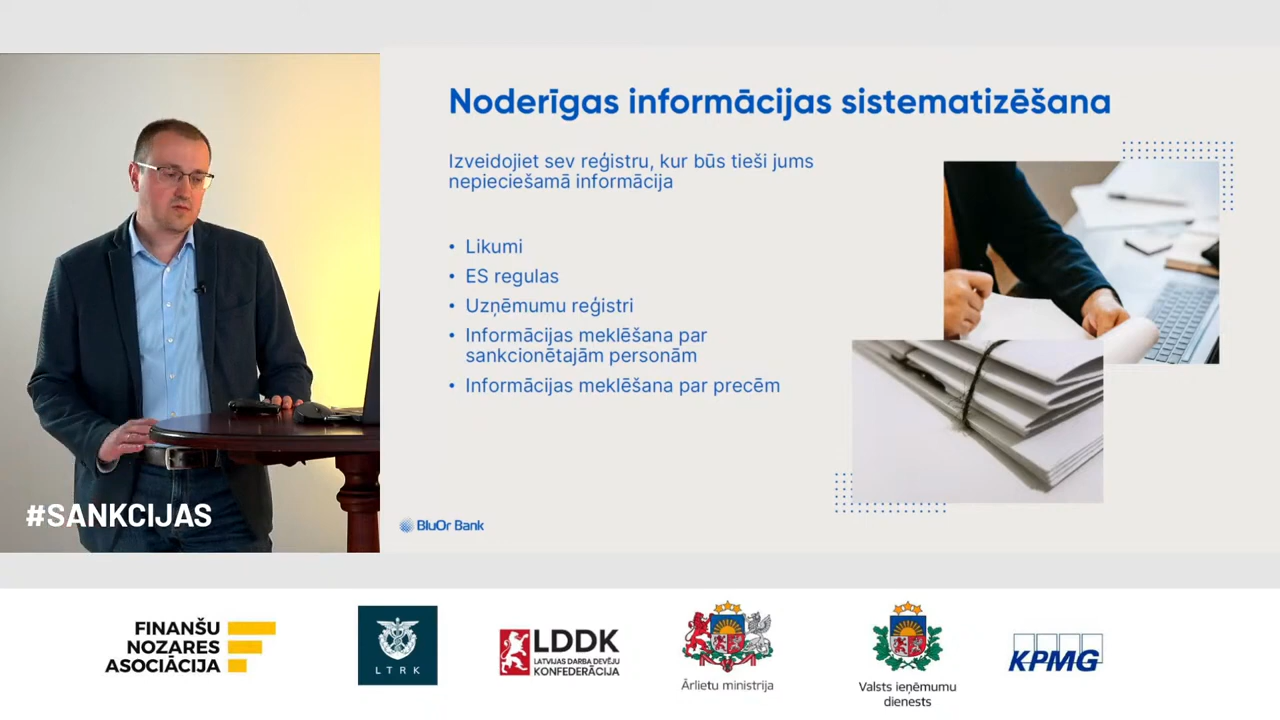 Noderīgas informācijas sistematizēšana
Izveidojiet sev reģistru, kur būs tieši jums
nepieciešamā informācija
• Likumi
• ES regulas
• Uzņēmumu reģistri
• Informācijas meklēšana par
sankcionētajām personām
• Informācijas meklēšana par precēm
#SANKCIJAS
BluOr Bank
FINANŠU
NOZARES
ASOCIĀCIJA
LTRK
LDDK
LATVIJAS DARBA DEVĒJU
KONFEDERĀCIJA
Ārlietu ministrija
Valsts ieņēmumu
dienests
KPMG